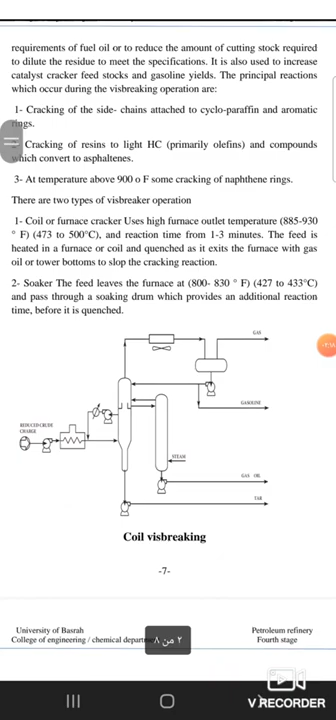 requirements of fuel oil or to reduce the amount of cutting stock required
to dilute the residue to meet the specifications. It is also used to increase
catalyst cracker feed stocks and gasoline yields. The principal reactions
which occur during the visbreaking operation are:
1- Cracking of the side- chains attached to cyclo-paraffin and aromatic
rings.
Cracking of resins to light HC (primarily olefins) and compounds
which convert to asphaltenes.
3- At temperature above 900 o F some cracking of naphthene rings.
There are two types of visbreaker operation
1- Coil or furnace cracker Uses high furnace outlet temperature (885-930
° F) (473 to 500°C), and reaction time from 1-3 minutes. The feed is
heated in a furnace or coil and quenched as it exits the furnace with gas
oil or tower bottoms to slop the cracking reaction.
2- Soaker The feed leaves the furnace at (800- 830 ° F) (427 to 433°C)
and pass through a soaking drum which provides an additional reaction
time, before it is quenched.
GAS
GASOLINE
REDUCED CRUDE
CHARGE
STEAM
GAS OIL
TAR
Coil visbreaking
-7-
University of Basrah
Petroleum refinery
College of engineering / chemical departme
٢ من ٨
Fourth stage
V RECORDER